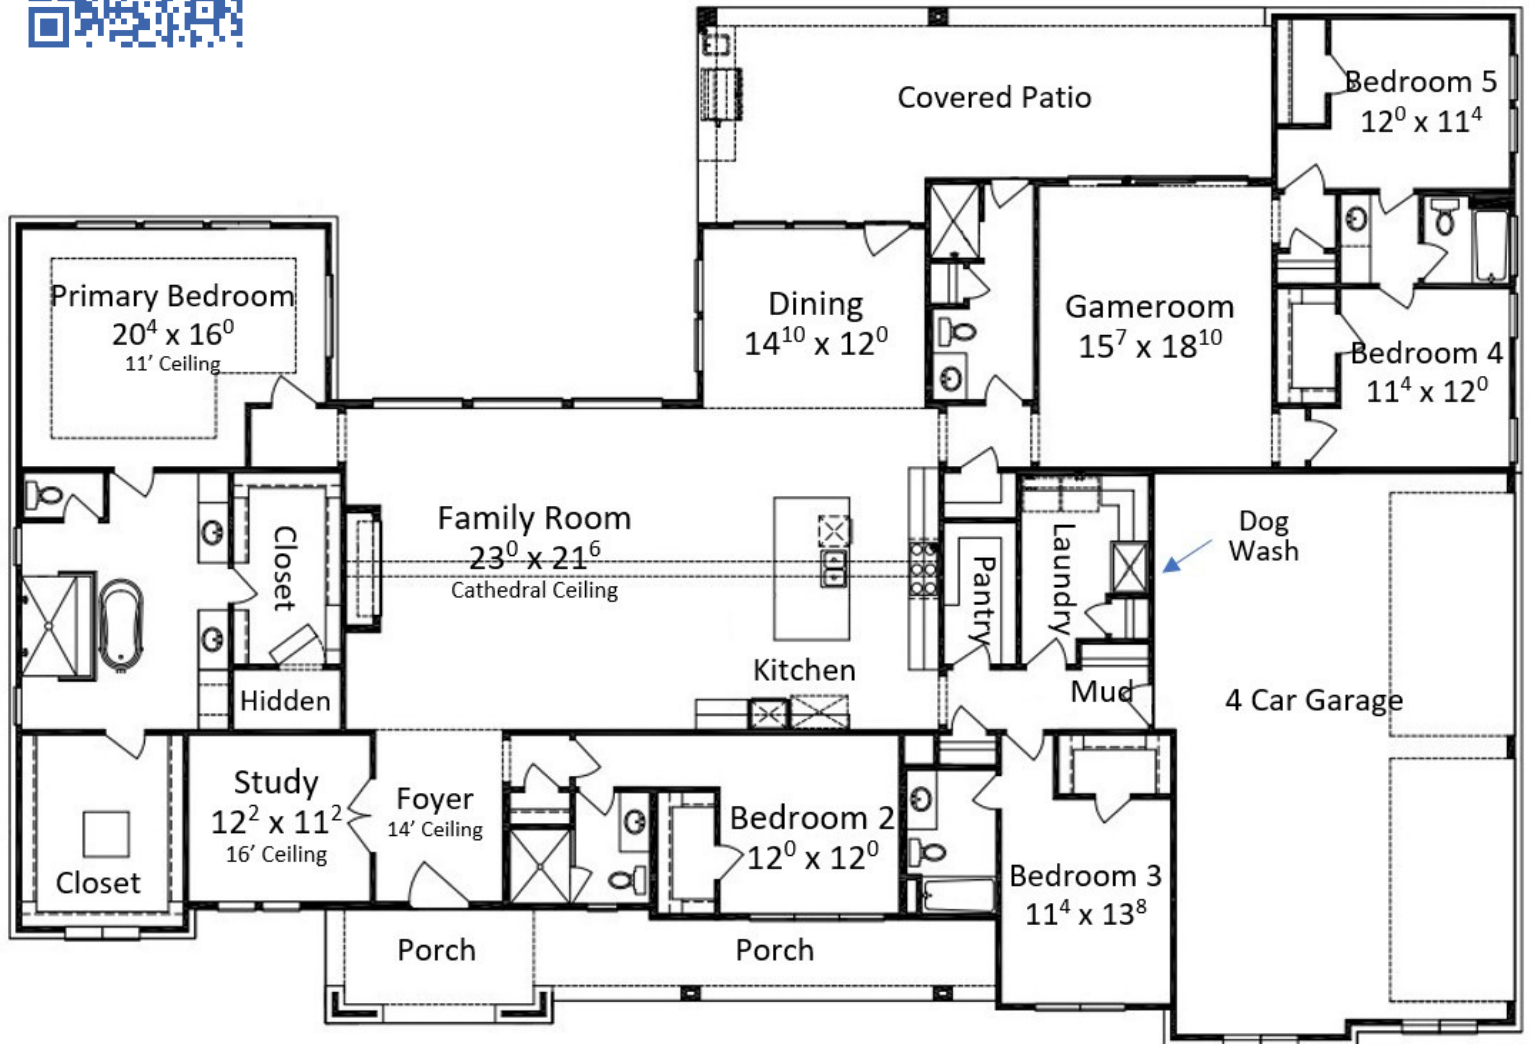 Covered Patio
Bedroom 5
12⁰ x 11⁴
Primary Bedroom
20⁴ x 16⁰
11’ Ceiling
Dining
14¹⁰ x 12⁰
Gameroom
15⁷ x 18¹⁰
Bedroom 4
11⁴ x 12⁰
Family Room
23⁰ x 21⁶
Cathedral Ceiling
Closet
Pantry
Laundry
Dog
Wash
Kitchen
Hidden
Mud
4 Car Garage
Study
12² x 11²
16’ Ceiling
Foyer
14’ Ceiling
Bedroom 2
12⁰ x 12⁰
Closet
Bedroom 3
11⁴ x 13⁸
Porch
Porch